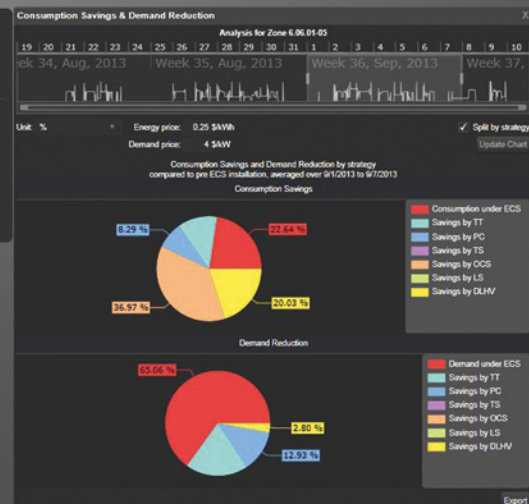 Consumption Savings & Demand Reduction X
Analysis for Zone 6.06.01-05
19 20 21 22 23 24 25 26 27 28 29 30 31 1 2 3 4 5 6 7 8 9 10
ek 34, Aug, 2013 Week 35, Aug, 2013 Week 36, Sep, 2013 Week 37,
Unit: % Energy price: 0.25 $/kWh Split by strategy
Demand price: 4 $/kW Update Chart
Consumption Savings and Demand Reduction by strategy
compared to pre ECS installation, averaged over 9/1/2013 to 9/7/2013
Consumption Savings
8.29 %
22.64 %
36.97 %
20.03 %
Consumption under ECS
Savings by TT
Savings by PC
Savings by TS
Savings by OCS
Savings by LS
Savings by DLHV
Demand Reduction
65.06 %
2.80 %
12.93 %
Demand under ECS
Savings by TT
Savings by PC
Savings by TS
Savings by OCS
Savings by LS
Savings by DLHV
Export